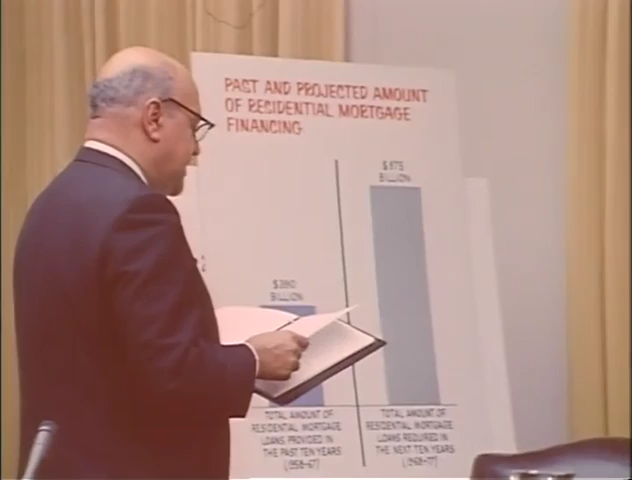 PAST AND PROJECTED AMOUNT
OF RESIDENTIAL MORTGAGE
FINANCING
BILLION
BILLION
TOTAL AMOUNT OF
RESIDENTIAL MORTGAGE
LOANS PROVIDED IN
THE PAST TEN YEARS
(1958-67)
TOTAL AMOUNT OF
RESIDENTIAL MORTGAGE
LOANS REQUIRED IN
THE NEXT TEN YEARS
(1968-77)